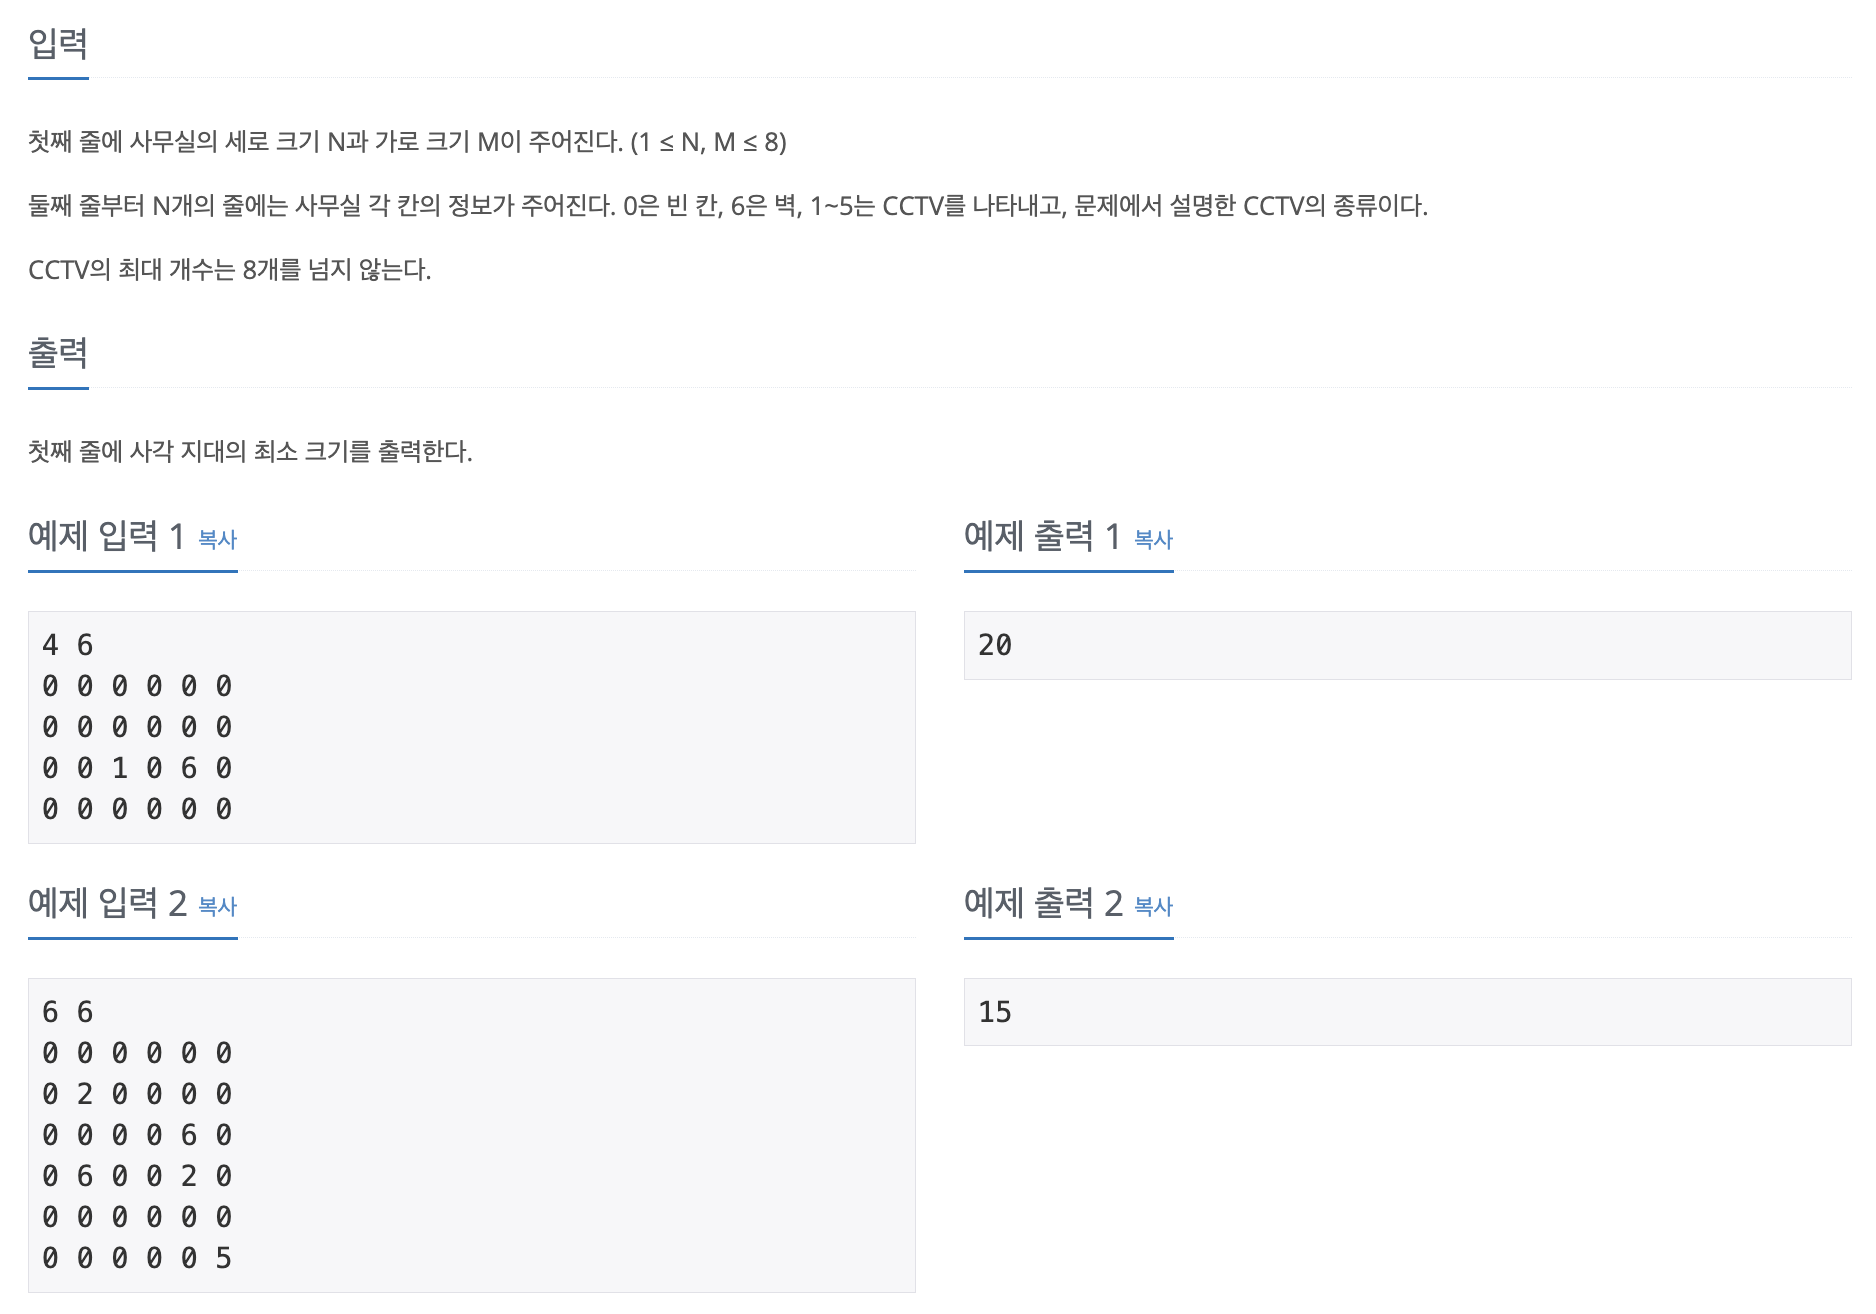 입력
첫째 줄에 사무실의 세로 크기 N과 가로 크기 M이 주어진다. (1 ≤ N, M ≤ 8)
둘째 줄부터 N개의 줄에는 사무실 각 칸의 정보가 주어진다. 0은 빈 칸, 6은 벽, 1~5는 CCTV를 나타내고, 문제에서 설명한 CCTV의 종류이다.
CCTV의 최대 개수는 8개를 넘지 않는다.
출력
첫째 줄에 사각 지대의 최소 크기를 출력한다.
예제 입력 1 복사
4 6
0 0 0 0 0 0
0 0 0 0 0 0
0 0 1 0 6 0
0 0 0 0 0 0
예제 출력 1 복사
20
예제 입력 2 복사
6 6
0 0 0 0 0 0
0 2 0 0 0 0
0 0 0 0 6 0
0 6 0 0 2 0
0 0 0 0 0 0
0 0 0 0 0 5
예제 출력 2 복사
15